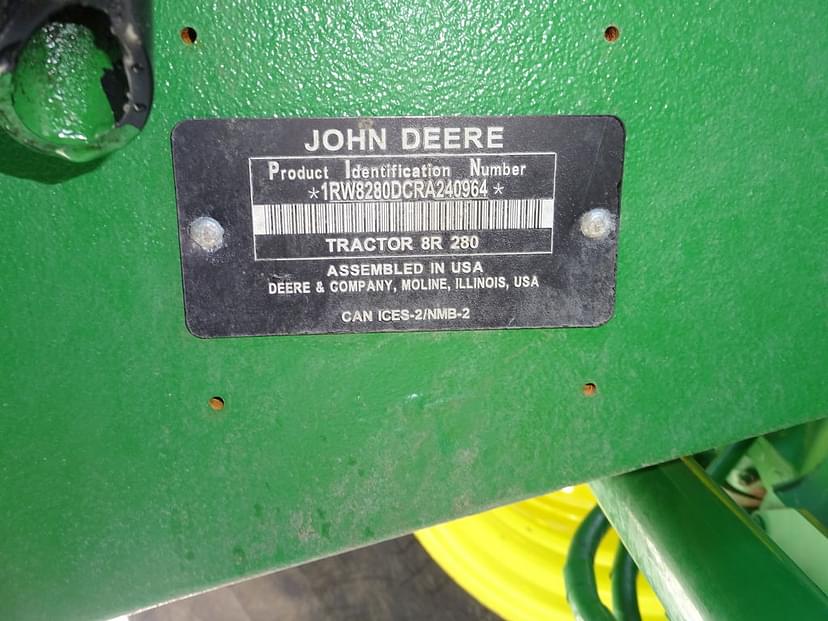 JOHN DEERE
Product Identification Number
*1RW8280DCRA240964*
TRACTOR 8R 280
ASSEMBLED IN USA
DEERE & COMPANY, MOLINE, ILLINOIS, USA
CAN ICES-2/NMB-2